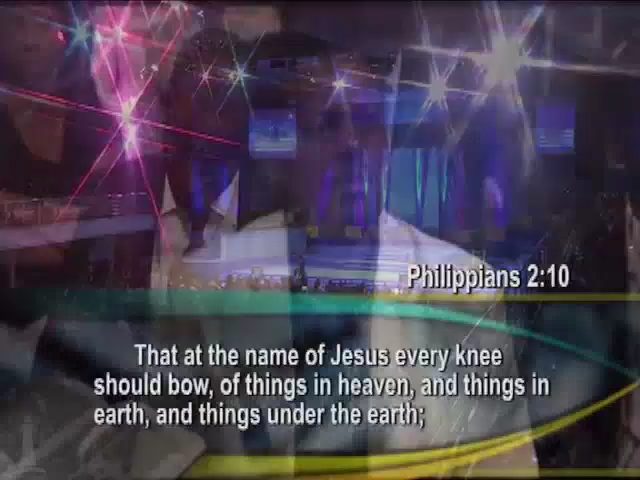 Philippians 2:10
That at the name of Jesus every knee
should bow, of things in heaven, and things in
earth, and things under the earth;